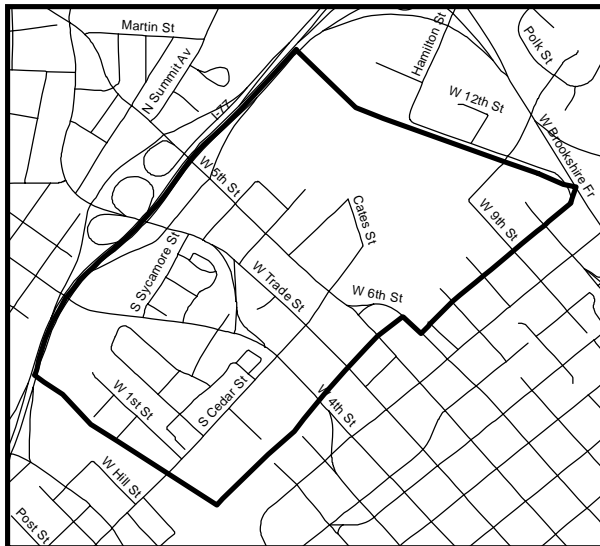 Martin St
N Summit Av
Hamilton St
Polk St
I-77
W 12th St
W Brookshire Fr
W 5th St
Cates St
W 9th St
S Sycamore St
W Trade St
W 6th St
W 1st St
S Cedar St
W 4th St
W Hill St
Post St